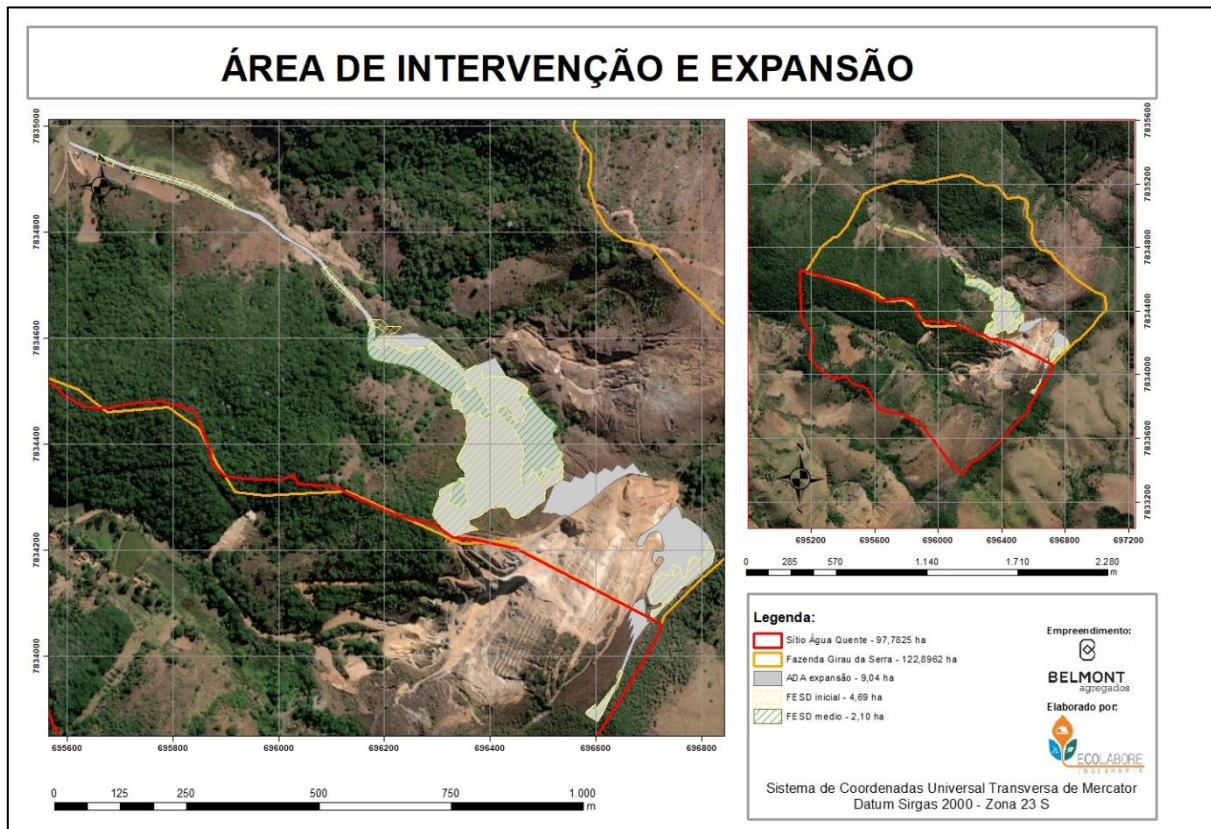 ÁREA DE INTERVENÇÃO E EXPANSÃO
7835000
7834800
7834600
7834400
7834200
7834000
W
E
695600
695800
696000
696200
696400
696600
696800
0
125
250
500
750
1.000
m
7835600
7835200
7834800
7834400
7834000
7833600
7833200
N
695200
695600
696000
696400
696800
697200
0
285
570
1.140
1.710
2.280
m
Legenda:
Sítio Água Quente - 97,7825 ha
Fazenda Girau da Serra - 122,8962 ha
ADA expansão - 9,04 ha
FESD inicial - 4,69 ha
FESD medio - 2,10 ha
Empreendimento:
BELMONT
agregados
Elaborado por:
ECOLABORE
ENGENHARIA
Sistema de Coordenadas Universal Transversa de Mercator
Datum Sirgas 2000 - Zona 23 S